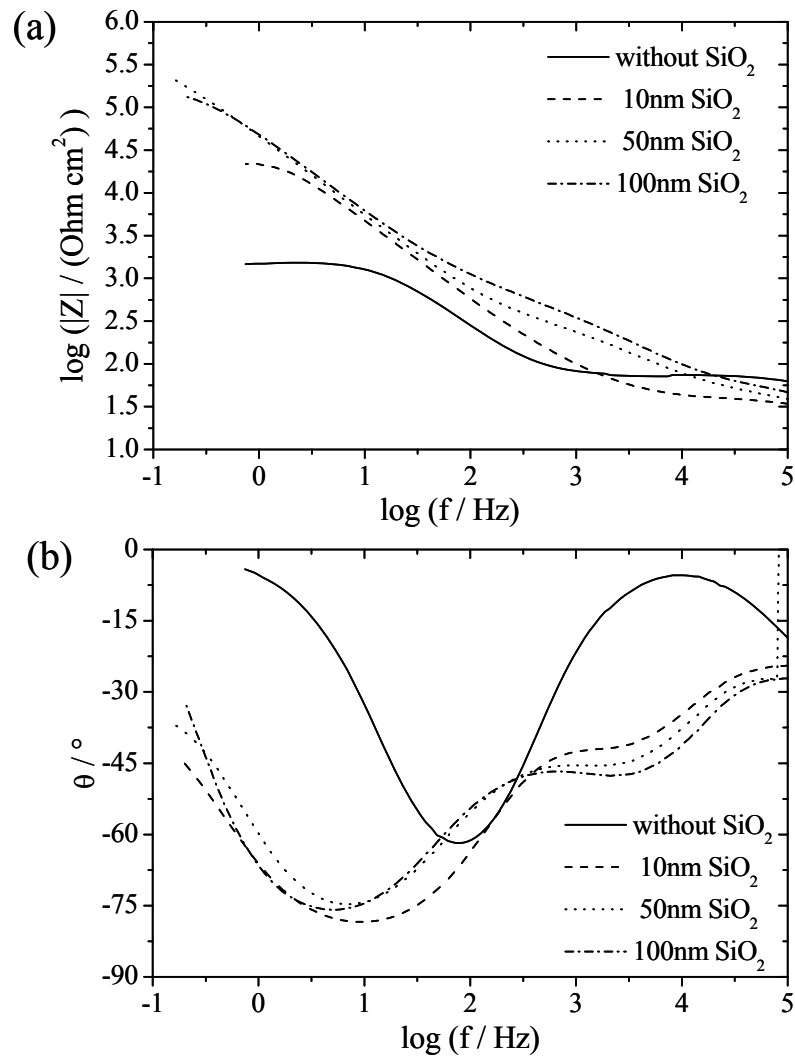 (a)
6.0
5.5
5.0
4.5
4.0
3.5
3.0
2.5
2.0
1.5
1.0
log (|Z| / (Ohm cm²) )
without SiO₂
10nm SiO₂
50nm SiO₂
100nm SiO₂
-1 0 1 2 3 4 5
log (f / Hz)
(b)
0
-15
-30
-45
-60
-75
-90
θ / °
without SiO₂
10nm SiO₂
50nm SiO₂
100nm SiO₂
-1 0 1 2 3 4 5
log (f / Hz)